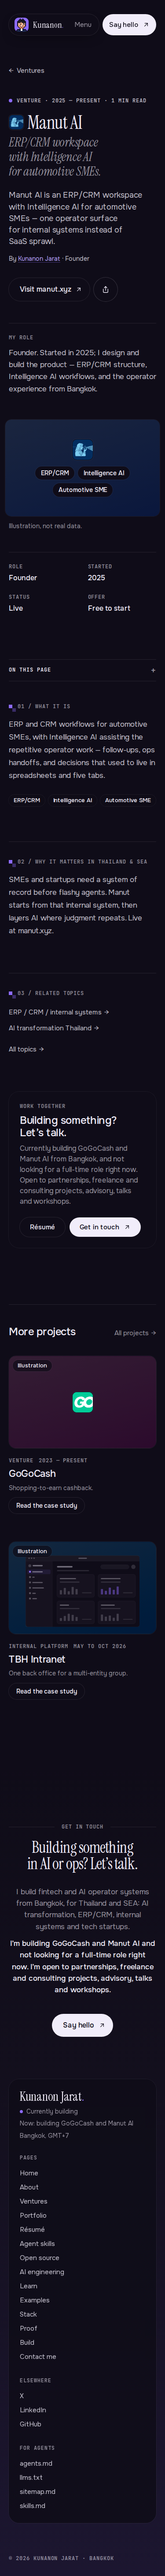 Kunanon.
Menu
Say hello ↗
← Ventures
VENTURE · 2025 — PRESENT · 1 MIN READ
Manut AI
ERP/CRM workspace
with Intelligence AI
for automotive SMEs.
Manut AI is an ERP/CRM workspace
with Intelligence AI for automotive
SMEs — one operator surface
for internal systems instead of
SaaS sprawl.
By Kunanon Jarat · Founder
Visit manut.xyz ↗
MY ROLE
Founder. Started in 2025; I design and
build the product — ERP/CRM structure,
Intelligence AI workflows, and the operator
experience from Bangkok.
ERP/CRM
Intelligence AI
Automotive SME
Illustration, not real data.
ROLE
Founder
STARTED
2025
STATUS
Live
OFFER
Free to start
ON THIS PAGE +
01 / WHAT IT IS
ERP and CRM workflows for automotive
SMEs, with Intelligence AI assisting the
repetitive operator work — follow-ups, ops
handoffs, and decisions that used to live in
spreadsheets and five tabs.
ERP/CRM
Intelligence AI
Automotive SME
02 / WHY IT MATTERS IN THAILAND & SEA
SMEs and startups need a system of
record before flashy agents. Manut
starts from that internal system, then
layers AI where judgment repeats. Live
at manut.xyz.
03 / RELATED TOPICS
ERP / CRM / internal systems →
AI transformation Thailand →
All topics →
WORK TOGETHER
Building something?
Let's talk.
Currently building GoGoCash and
Manut AI from Bangkok, and not
looking for a full-time role right now.
Open to partnerships, freelance and
consulting projects, advisory, talks
and workshops.
Résumé
Get in touch ↗
More projects
All projects →
Illustration
VENTURE 2023 — PRESENT
GoGoCash
Shopping-to-earn cashback.
Read the case study
Illustration
INTERNAL PLATFORM MAY TO OCT 2026
TBH Intranet
One back office for a multi-entity group.
Read the case study
GET IN TOUCH
Building something
in AI or ops? Let's talk.
I build fintech and AI operator systems
from Bangkok, for Thailand and SEA: AI
transformation, ERP/CRM, internal
systems and tech startups.
I'm building GoGoCash and Manut AI and
not looking for a full-time role right
now. I'm open to partnerships, freelance
and consulting projects, advisory, talks
and workshops.
Say hello ↗
Kunanon Jarat.
Currently building
Now: building GoGoCash and Manut AI
Bangkok, GMT+7
PAGES
Home
About
Ventures
Portfolio
Résumé
Agent skills
Open source
AI engineering
Learn
Examples
Stack
Proof
Build
Contact me
ELSEWHERE
X
LinkedIn
GitHub
FOR AGENTS
agents.md
llms.txt
sitemap.md
skills.md
© 2026 KUNANON JARAT · BANGKOK